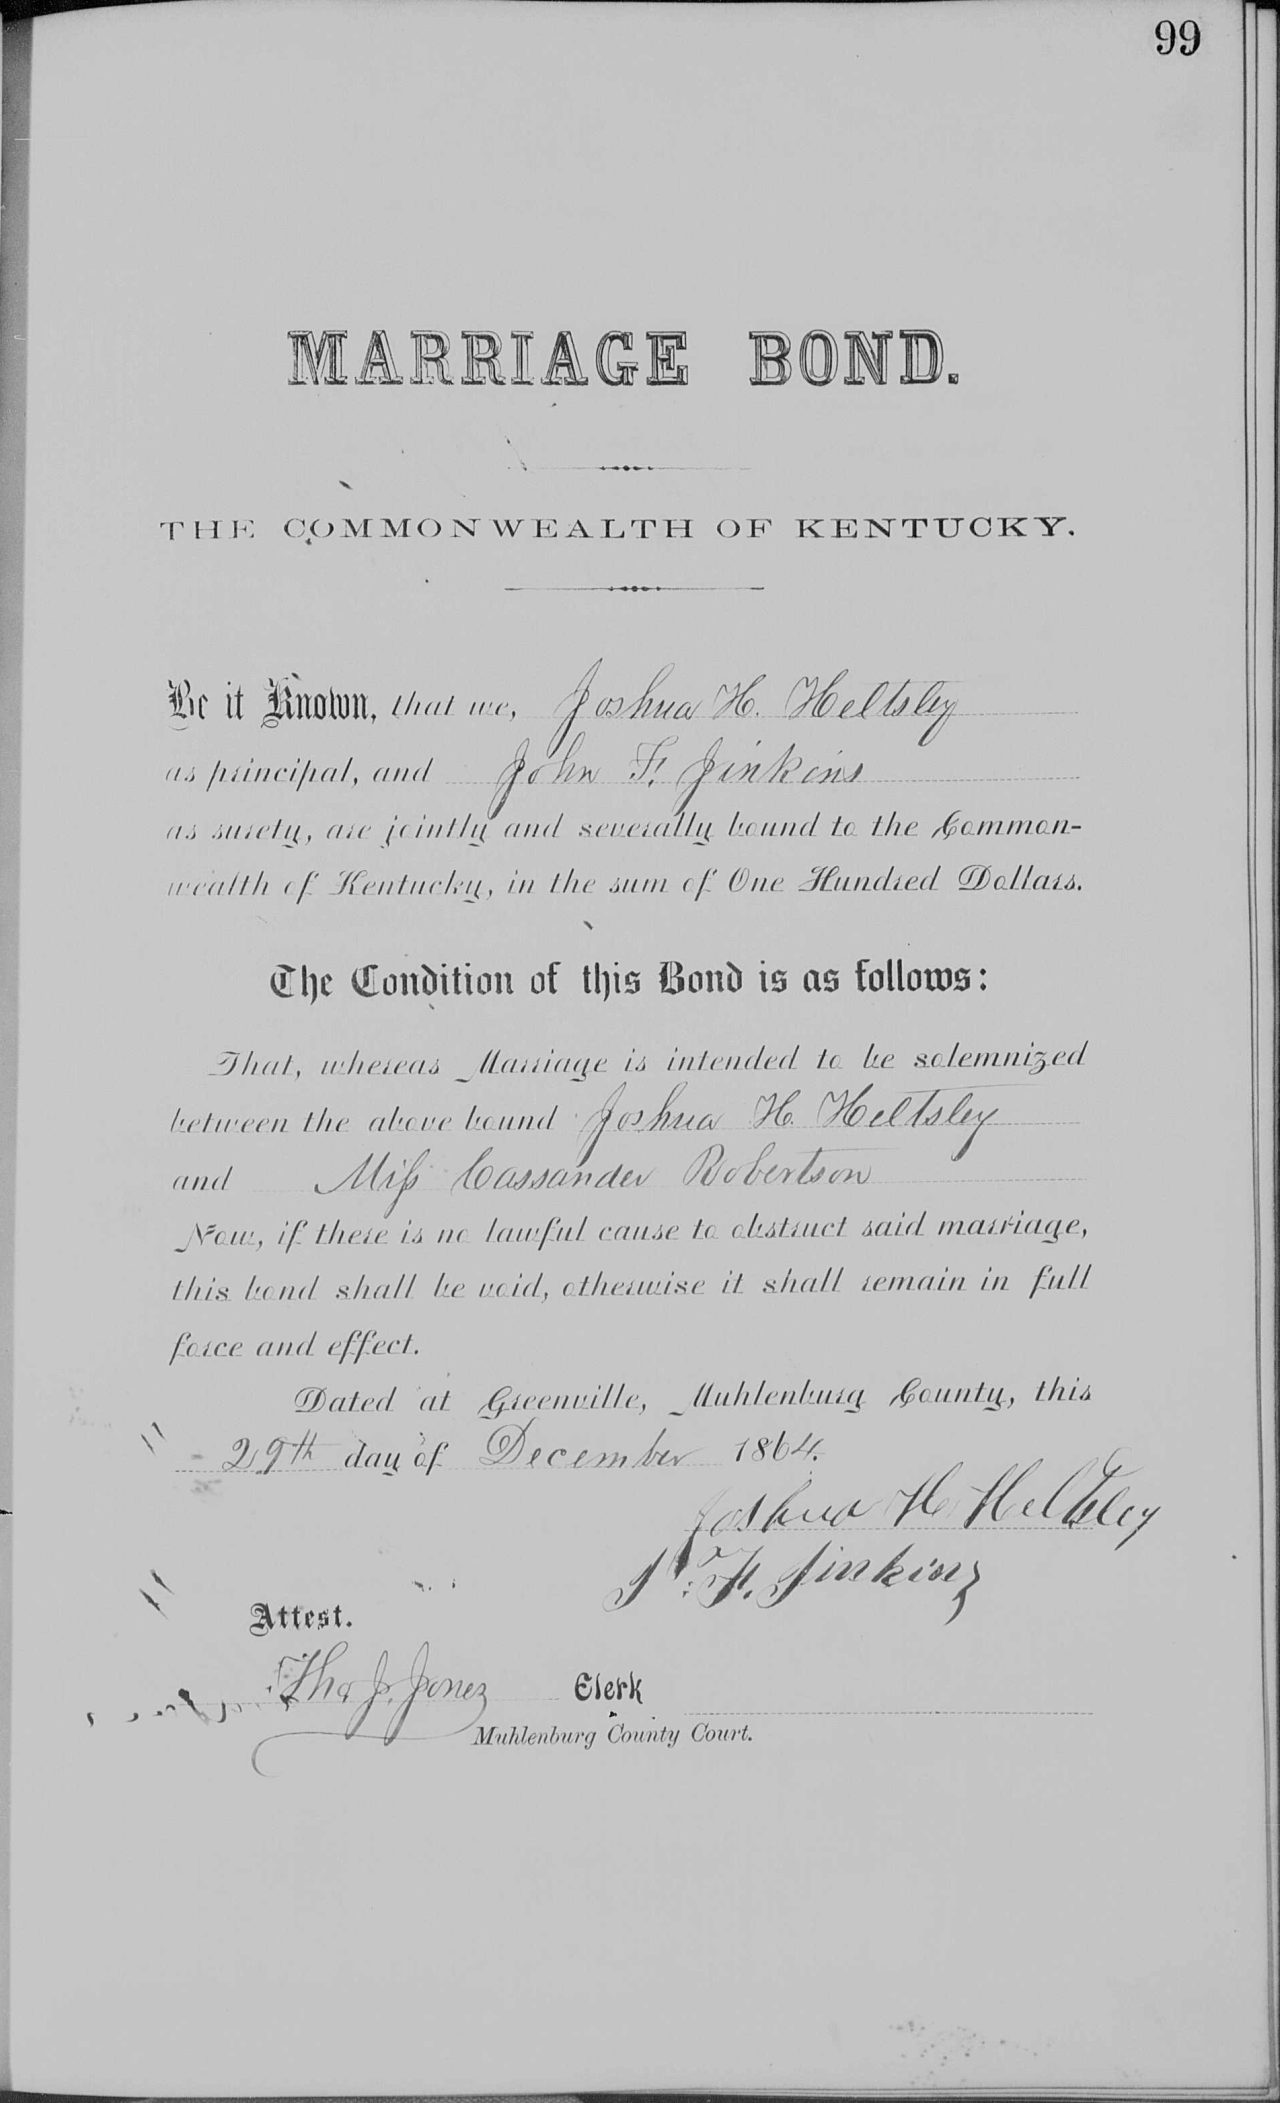 99
MARRIAGE BOND.
THE COMMONWEALTH OF KENTUCKY.
Be it Known, that we, Joshua H. Heltsley
as principal, and John F. Jinkins
as surety, are jointly and severally bound to the Common-
wealth of Kentucky, in the sum of One Hundred Dollars.
The Condition of this Bond is as follows:
That, whereas Marriage is intended to be solemnized
between the above bound Joshua H. Heltsley
and Miss Cassander Robertson
Now, if there is no lawful cause to obstruct said marriage,
this bond shall be void, otherwise it shall remain in full
force and effect.
Dated at Greenville, Muhlenburg County, this
29th day of December 1864.
Joshua H Heltsley
J. F. Jinkins
Attest.
Tho J. Jones Clerk
Muhlenburg County Court.